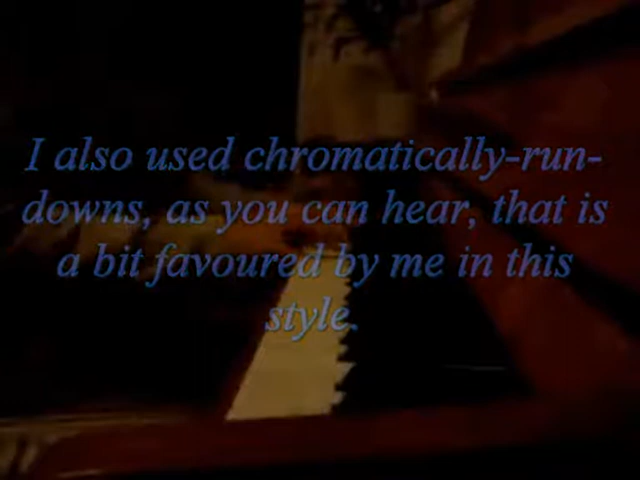 I also used chromatically-run-
downs, as you can hear, that is
a bit favoured by me in this
style.